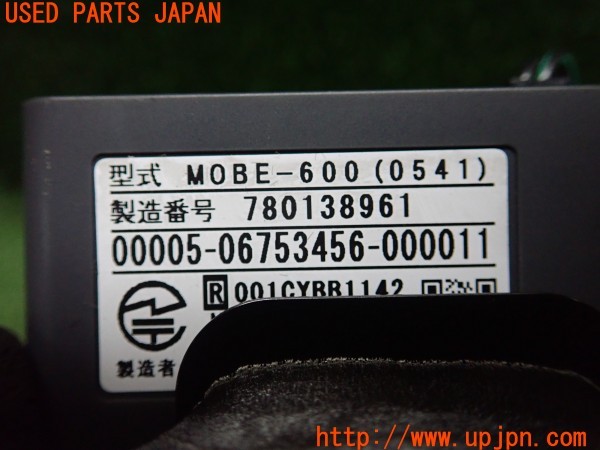 USED PARTS JAPAN
型式 MOBE-600(0541)
製造番号 780138961
00005-06753456-000011
R 001CYBB1142
製造者
http://www.upjpn.com